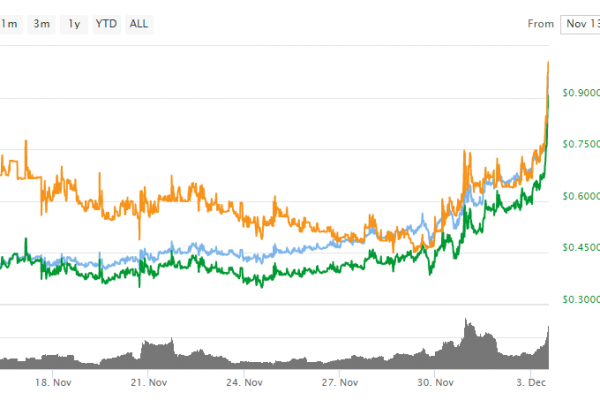 1m 3m 1y YTD ALL From Nov 13
$0.9000
$0.7500
$0.6000
$0.4500
$0.3000
18. Nov 21. Nov 24. Nov 27. Nov 30. Nov 3. Dec